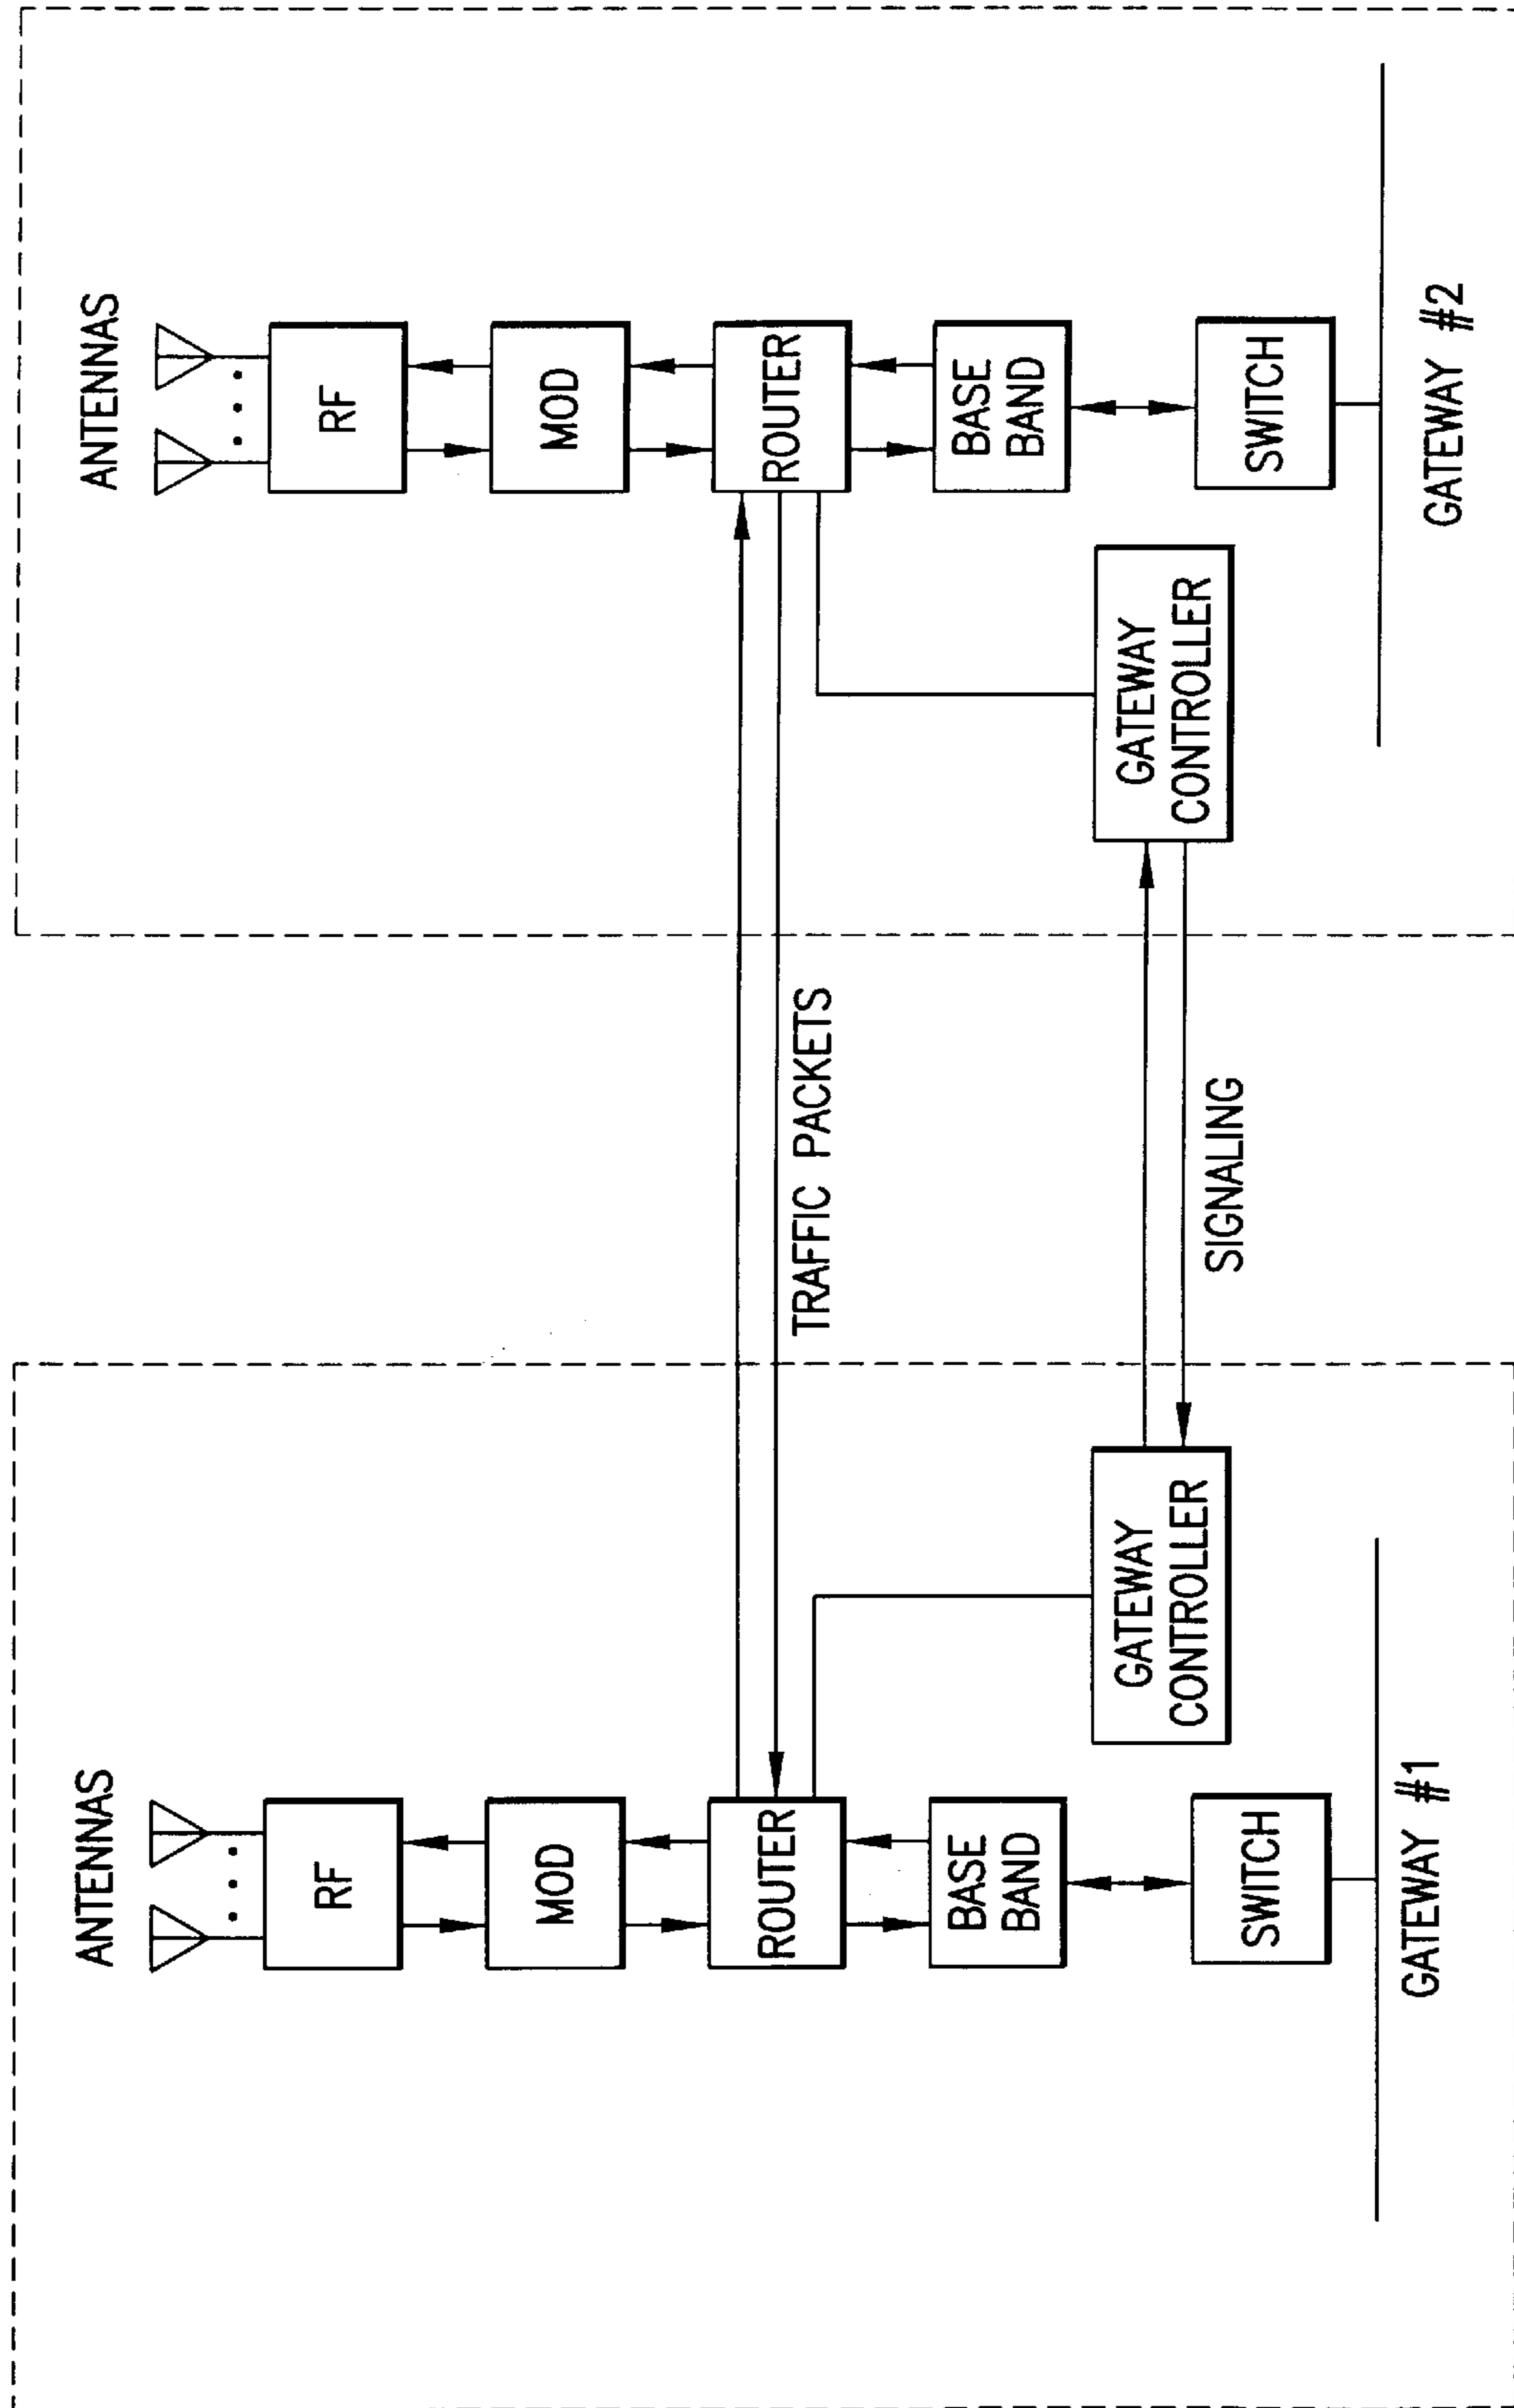 ANTENNAS
RF
MOD
ROUTER
BASE
BAND
SWITCH
GATEWAY
CONTROLLER
GATEWAY #1
TRAFFIC PACKETS
SIGNALING
ANTENNAS
RF
MOD
ROUTER
BASE
BAND
SWITCH
GATEWAY
CONTROLLER
GATEWAY #2